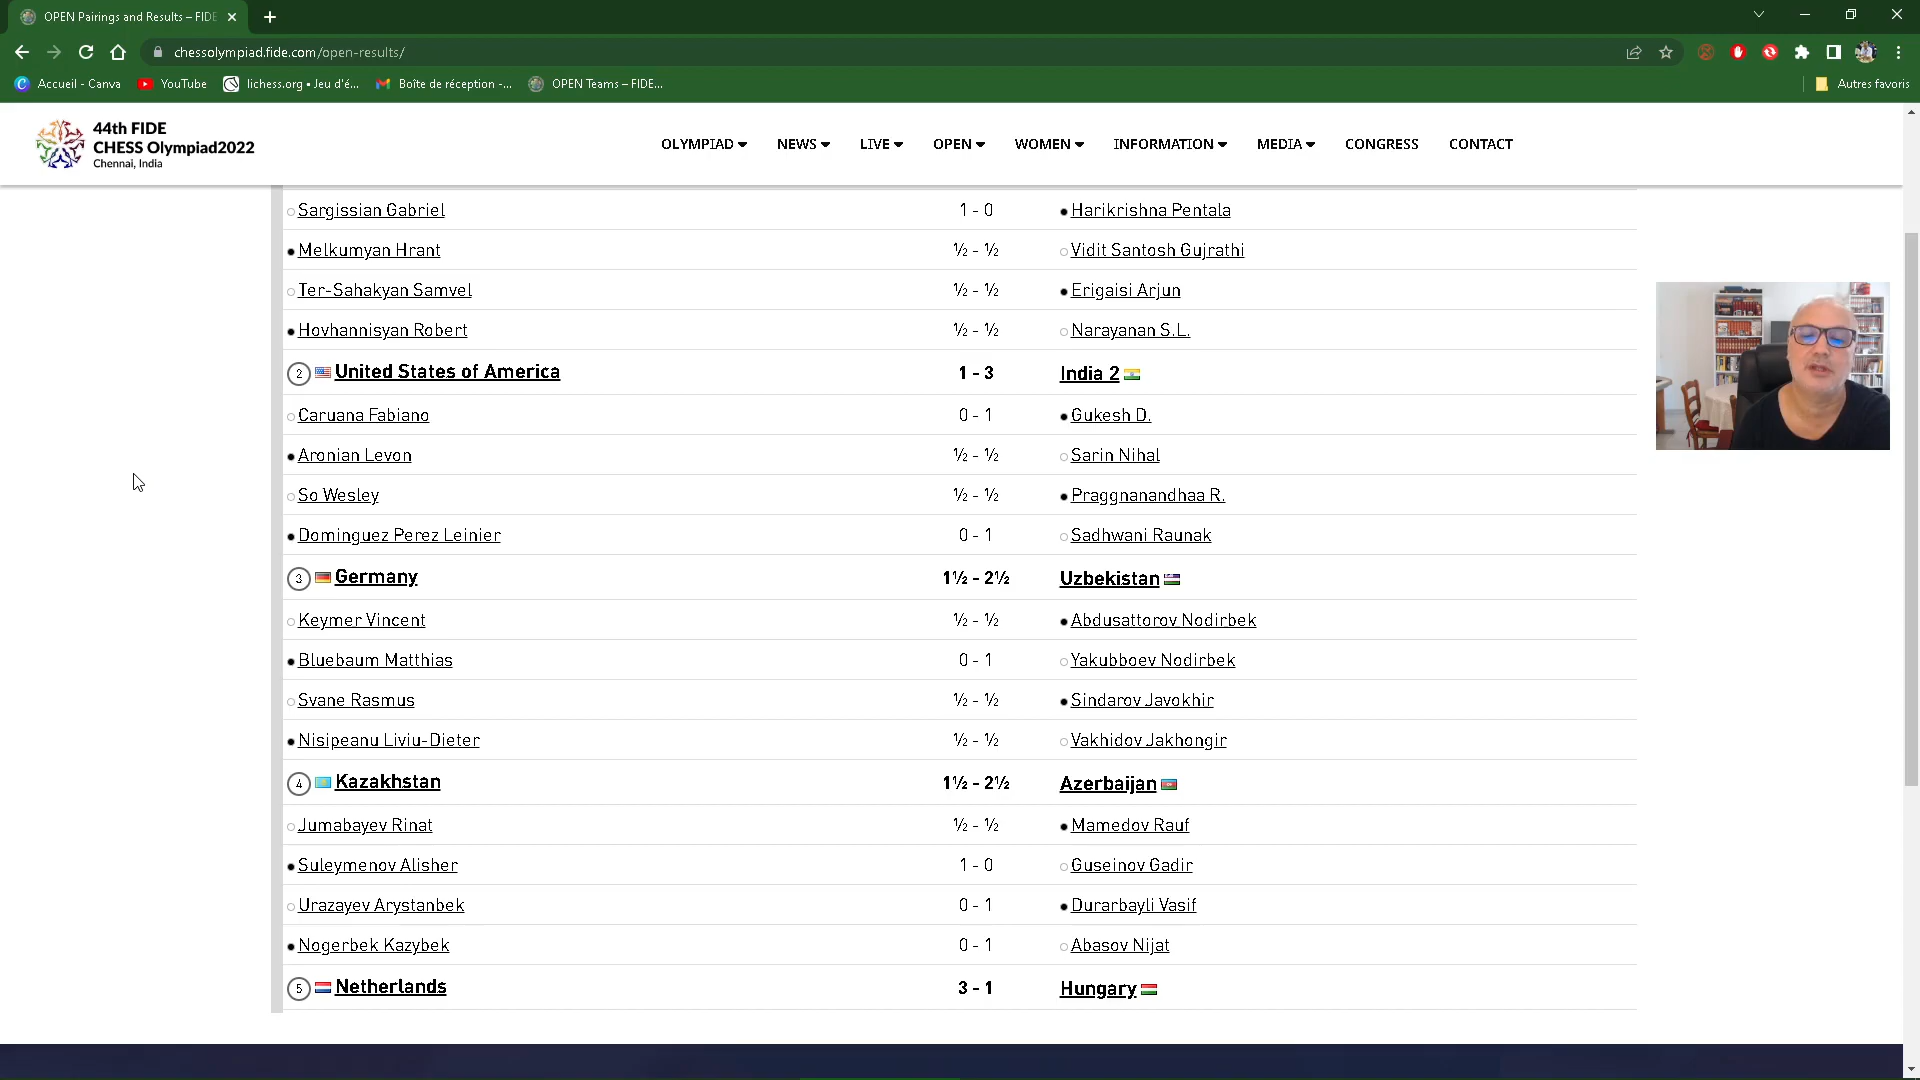 OPEN Pairings and Results – FIDE
chessolympiad.fide.com/open-results/
Accueil - Canva
YouTube
lichess.org • Jeu d'é...
Boîte de réception -...
OPEN Teams – FIDE...
Autres favoris
44th FIDE
CHESS Olympiad2022
Chennai, India
OLYMPIAD NEWS LIVE OPEN WOMEN INFORMATION MEDIA CONGRESS CONTACT
Sargissian Gabriel 1 - 0 Harikrishna Pentala
Melkumyan Hrant ½ - ½ Vidit Santosh Gujrathi
Ter-Sahakyan Samvel ½ - ½ Erigaisi Arjun
Hovhannisyan Robert ½ - ½ Narayanan S.L.
2 United States of America 1 - 3 India 2
Caruana Fabiano 0 - 1 Gukesh D.
Aronian Levon ½ - ½ Sarin Nihal
So Wesley ½ - ½ Praggnanandhaa R.
Dominguez Perez Leinier 0 - 1 Sadhwani Raunak
3 Germany 1½ - 2½ Uzbekistan
Keymer Vincent ½ - ½ Abdusattorov Nodirbek
Bluebaum Matthias 0 - 1 Yakubboev Nodirbek
Svane Rasmus ½ - ½ Sindarov Javokhir
Nisipeanu Liviu-Dieter ½ - ½ Vakhidov Jakhongir
4 Kazakhstan 1½ - 2½ Azerbaijan
Jumabayev Rinat ½ - ½ Mamedov Rauf
Suleymenov Alisher 1 - 0 Guseinov Gadir
Urazayev Arystanbek 0 - 1 Durarbayli Vasif
Nogerbek Kazybek 0 - 1 Abasov Nijat
5 Netherlands 3 - 1 Hungary